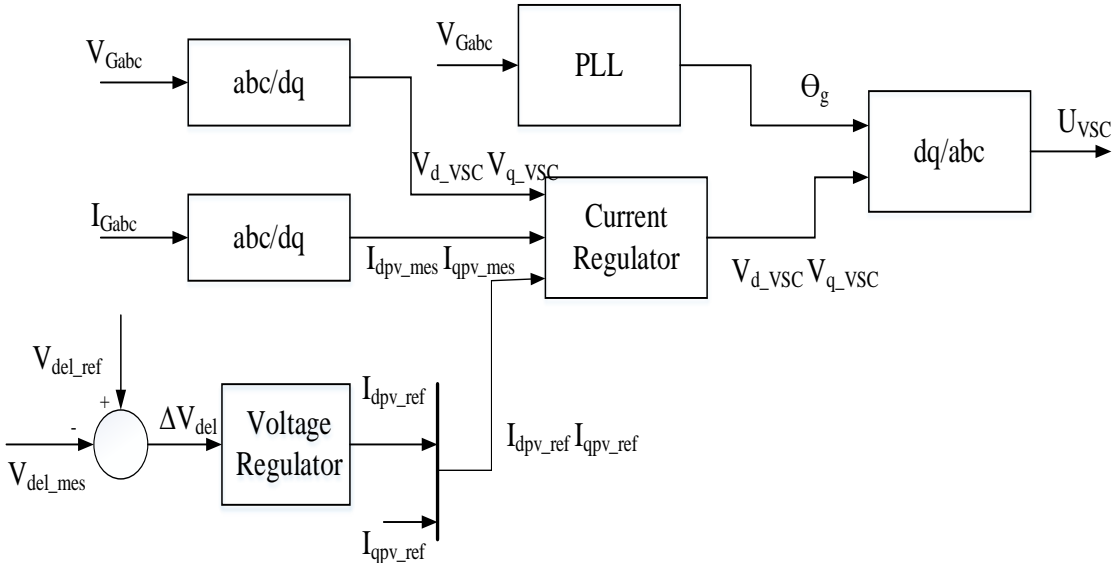 V_Gabc
abc/dq
V_Gabc
PLL
Θ_g
dq/abc
U_VSC
V_d_VSC V_q_VSC
I_Gabc
abc/dq
I_dpv_mes I_qpv_mes
Current
Regulator
V_d_VSC V_q_VSC
V_del_ref
+
-
V_del_mes
ΔV_del
Voltage
Regulator
I_dpv_ref
I_dpv_ref I_qpv_ref
I_qpv_ref